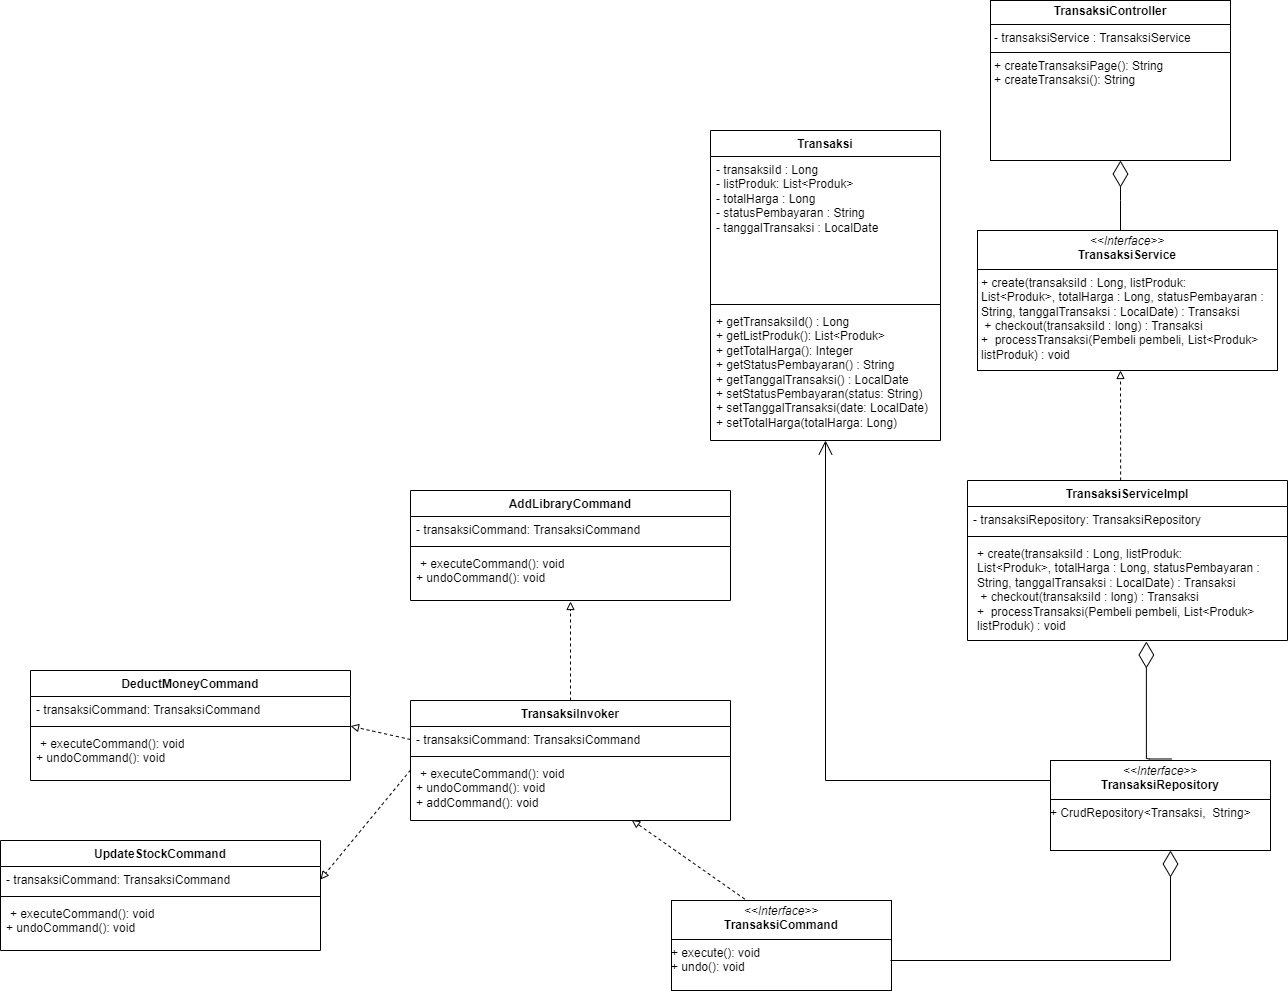 TransaksiController
- transaksiService : TransaksiService
+ createTransaksiPage(): String
+ createTransaksi(): String
Transaksi
- transaksiId : Long
- listProduk: List<Produk>
- totalHarga : Long
- statusPembayaran : String
- tanggalTransaksi : LocalDate
+ getTransaksiId() : Long
+ getListProduk(): List<Produk>
+ getTotalHarga(): Integer
+ getStatusPembayaran() : String
+ getTanggalTransaksi() : LocalDate
+ setStatusPembayaran(status: String)
+ setTanggalTransaksi(date: LocalDate)
+ setTotalHarga(totalHarga: Long)
<<Interface>>
TransaksiService
+ create(transaksiId : Long, listProduk:
List<Produk>, totalHarga : Long, statusPembayaran :
String, tanggalTransaksi : LocalDate) : Transaksi
+ checkout(transaksiId : long) : Transaksi
+ processTransaksi(Pembeli pembeli, List<Produk>
listProduk) : void
TransaksiServiceImpl
- transaksiRepository: TransaksiRepository
+ create(transaksiId : Long, listProduk:
List<Produk>, totalHarga : Long, statusPembayaran :
String, tanggalTransaksi : LocalDate) : Transaksi
+ checkout(transaksiId : long) : Transaksi
+ processTransaksi(Pembeli pembeli, List<Produk>
listProduk) : void
AddLibraryCommand
- transaksiCommand: TransaksiCommand
+ executeCommand(): void
+ undoCommand(): void
DeductMoneyCommand
- transaksiCommand: TransaksiCommand
+ executeCommand(): void
+ undoCommand(): void
TransaksiInvoker
- transaksiCommand: TransaksiCommand
+ executeCommand(): void
+ undoCommand(): void
+ addCommand(): void
<<Interface>>
TransaksiRepository
+ CrudRepository<Transaksi, String>
UpdateStockCommand
- transaksiCommand: TransaksiCommand
+ executeCommand(): void
+ undoCommand(): void
<<Interface>>
TransaksiCommand
+ execute(): void
+ undo(): void